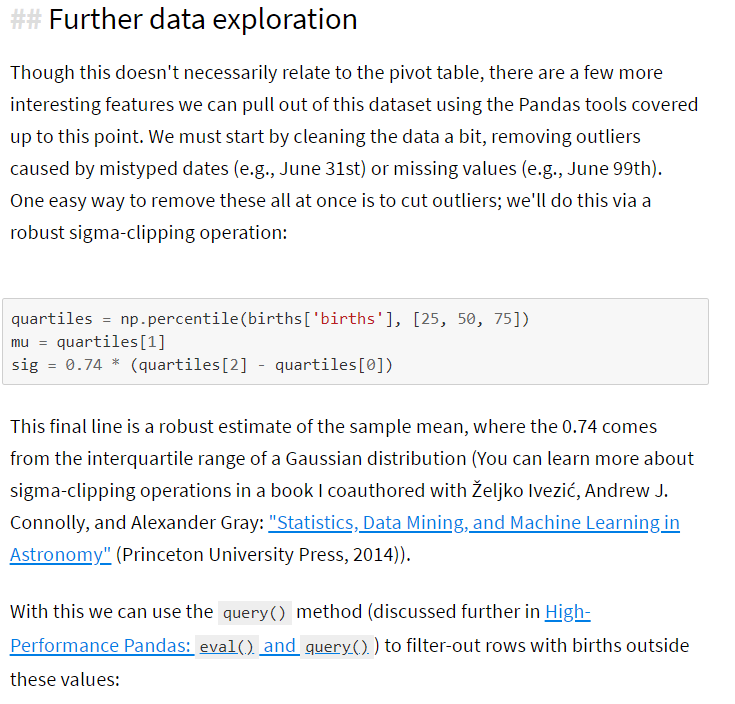 ## Further data exploration
Though this doesn't necessarily relate to the pivot table, there are a few more
interesting features we can pull out of this dataset using the Pandas tools covered
up to this point. We must start by cleaning the data a bit, removing outliers
caused by mistyped dates (e.g., June 31st) or missing values (e.g., June 99th).
One easy way to remove these all at once is to cut outliers; we'll do this via a
robust sigma-clipping operation:
quartiles = np.percentile(births['births'], [25, 50, 75])
mu = quartiles[1]
sig = 0.74 * (quartiles[2] - quartiles[0])
This final line is a robust estimate of the sample mean, where the 0.74 comes
from the interquartile range of a Gaussian distribution (You can learn more about
sigma-clipping operations in a book I coauthored with Željko Ivezić, Andrew J.
Connolly, and Alexander Gray: "Statistics, Data Mining, and Machine Learning in
Astronomy" (Princeton University Press, 2014)).
With this we can use the query() method (discussed further in High-
Performance Pandas: eval() and query()) to filter-out rows with births outside
these values: